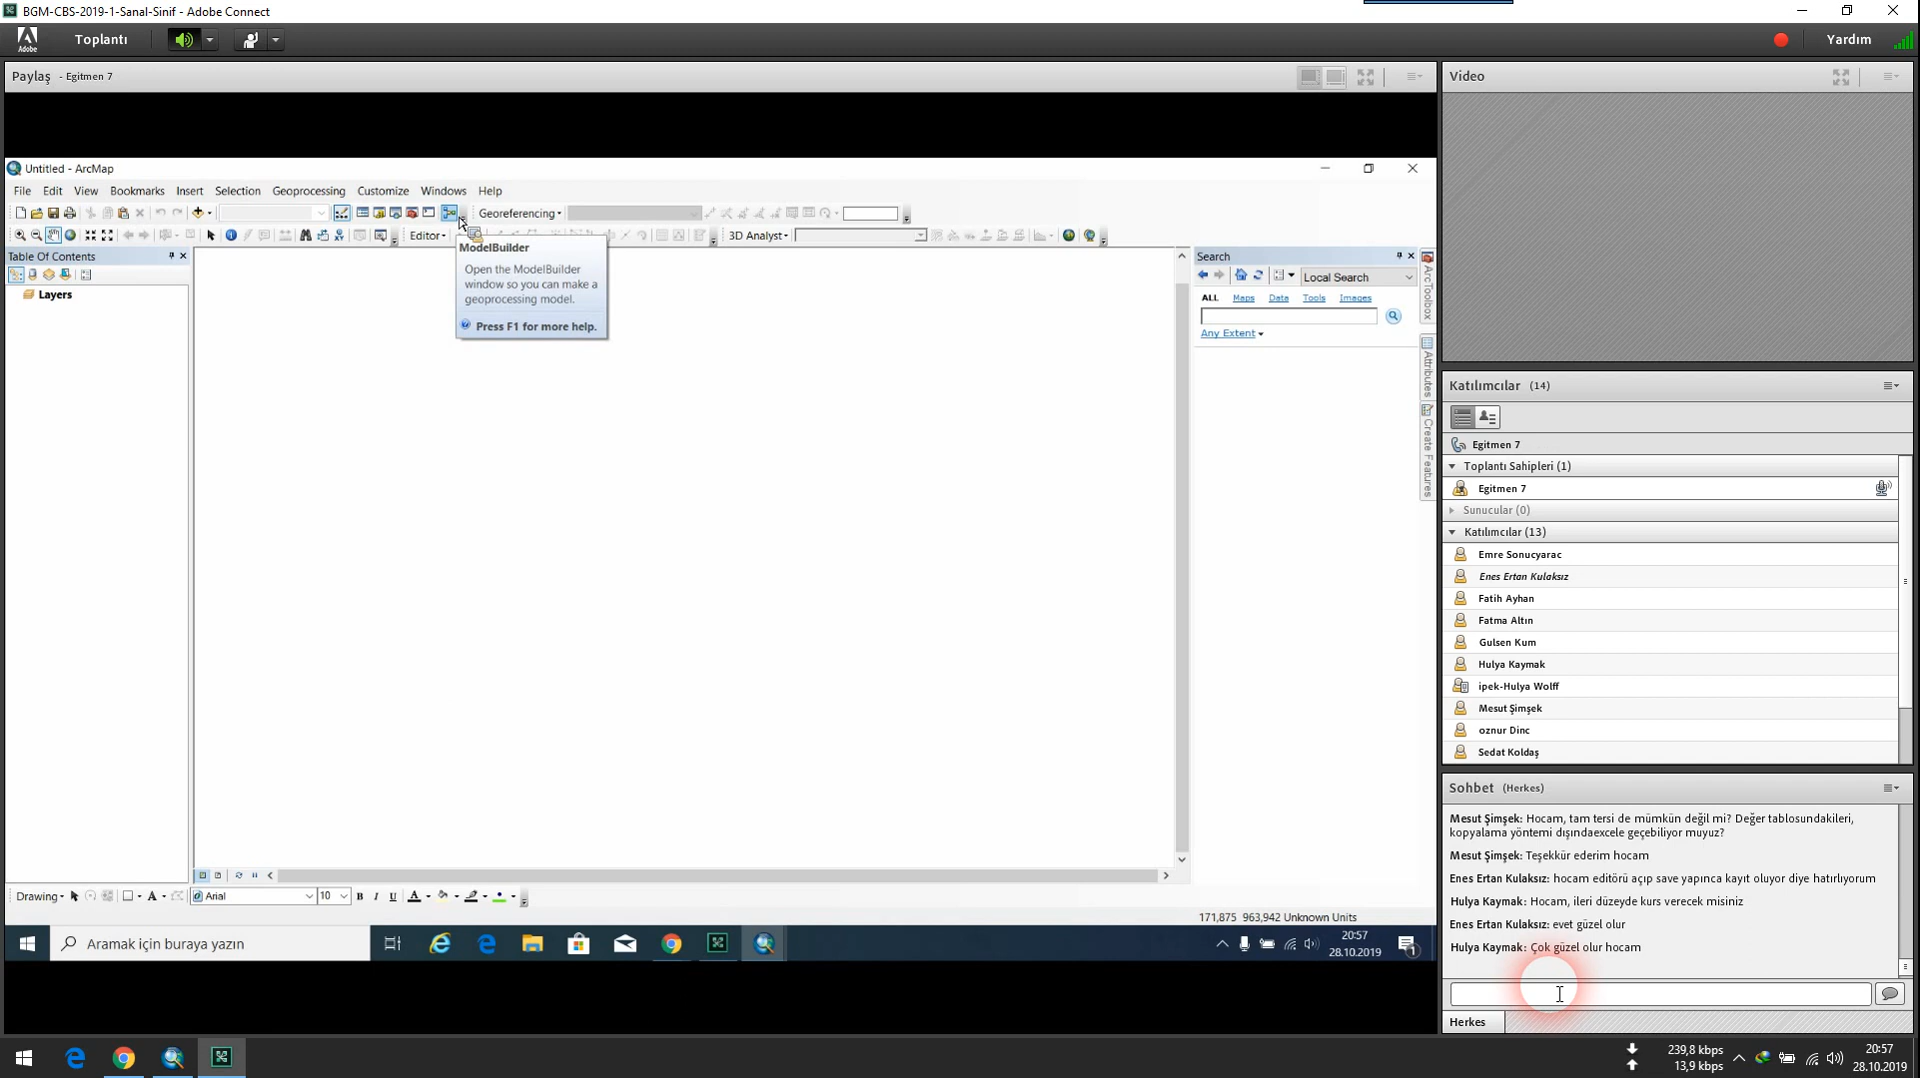 BGM-CBS-2019-1-Sanal-Sinif - Adobe Connect
Adobe
Toplantı
Yardım
Paylaş - Egitmen 7
Untitled - ArcMap
File Edit View Bookmarks Insert Selection Geoprocessing Customize Windows Help
Georeferencing
Editor
3D Analyst
Table Of Contents
Layers
ModelBuilder
Open the ModelBuilder
window so you can make a
geoprocessing model.
Press F1 for more help.
Search
Local Search
ALL Maps Data Tools Images
Any Extent
ArcToolbox
Attributes
Create Features
Drawing
A
Arial
10
B I U A
171,875 963,942 Unknown Units
Aramak için buraya yazın
20:57
28.10.2019
1
Video
Katılımcılar (14)
Egitmen 7
Toplantı Sahipleri (1)
Egitmen 7
Sunucular (0)
Katılımcılar (13)
Emre Sonucyarac
Enes Ertan Kulaksız
Fatih Ayhan
Fatma Altın
Gulsen Kum
Hulya Kaymak
ipek-Hulya Wolff
Mesut Şimşek
oznur Dinc
Sedat Koldaş
Sohbet (Herkes)
Mesut Şimşek: Hocam, tam tersi de mümkün değil mi? Değer tablosundakileri,
kopyalama yöntemi dışındaexcele geçebiliyor muyuz?
Mesut Şimşek: Teşekkür ederim hocam
Enes Ertan Kulaksız: hocam editörü açıp save yapınca kayıt oluyor diye hatırlıyorum
Hulya Kaymak: Hocam, ileri düzeyde kurs verecek misiniz
Enes Ertan Kulaksız: evet güzel olur
Hulya Kaymak: Çok güzel olur hocam
Herkes
239,8 kbps
13,9 kbps
20:57
28.10.2019